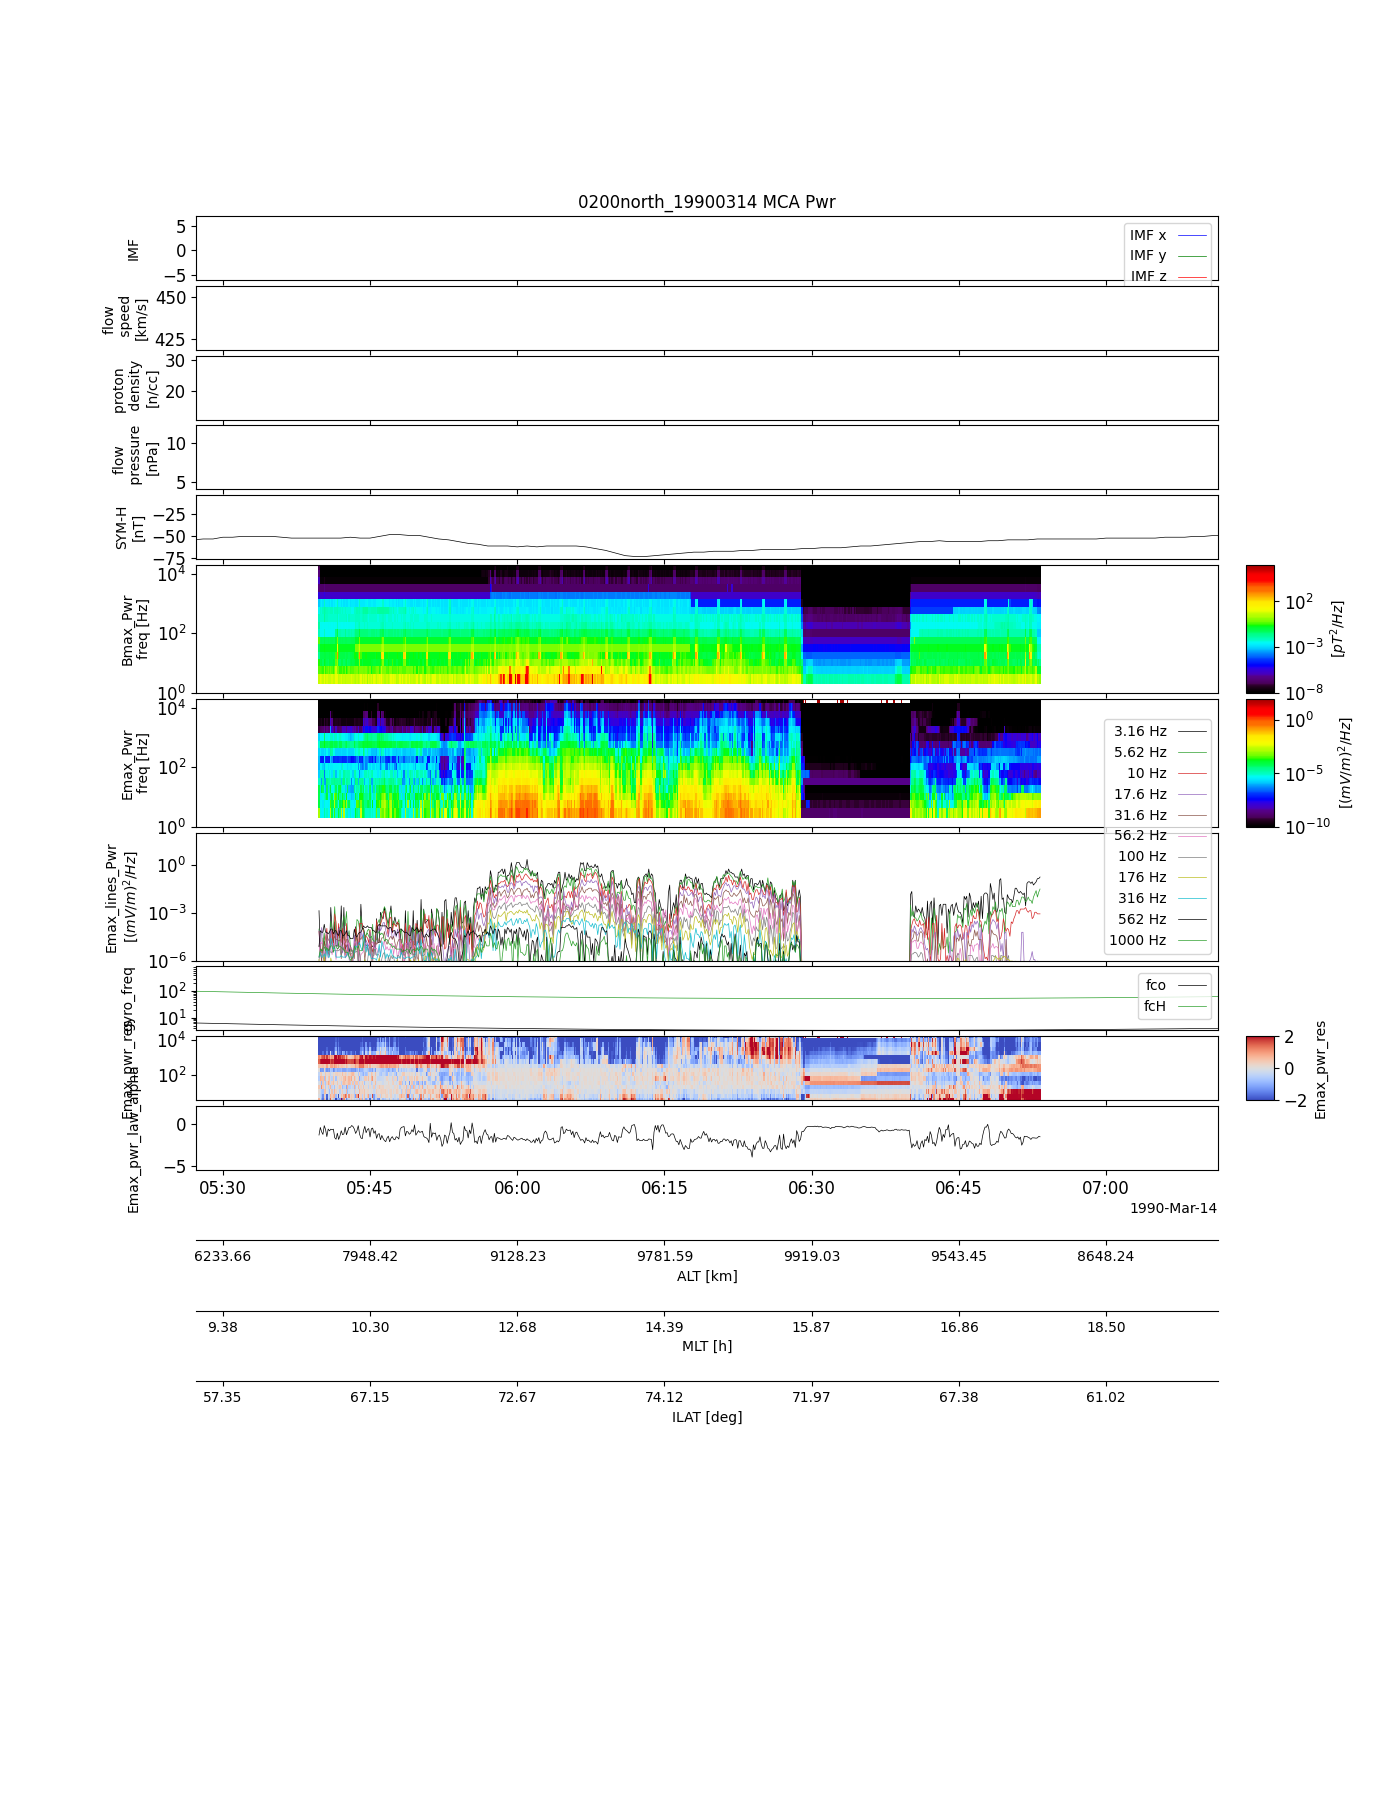 0200north_19900314 MCA Pwr
IMF
5
0
−5
IMF x
IMF y
IMF z
flow
speed
[km/s]
450
425
proton
density
[n/cc]
30
20
flow
pressure
[nPa]
10
5
SYM-H
[nT]
−25
−50
−75
Bmax_Pwr
freq [Hz]
10^4
10^2
10^0
10^2
10^−3
10^−8
[pT^2/Hz]
Emax_Pwr
freq [Hz]
10^4
10^2
10^0
10^0
10^−5
10^−10
[(mV/m)^2/Hz]
3.16 Hz
5.62 Hz
10 Hz
17.6 Hz
31.6 Hz
56.2 Hz
100 Hz
176 Hz
316 Hz
562 Hz
1000 Hz
Emax_lines_Pwr
[(mV/m)^2/Hz]
10^0
10^−3
10^−6
gyro_freq
10^2
10^1
fco
fcH
Emax_pwr_res
10^4
10^2
2
0
−2
Emax_pwr_res
Emax_pwr_law_alpha
0
−5
05:30 05:45 06:00 06:15 06:30 06:45 07:00
1990-Mar-14
6233.66 7948.42 9128.23 9781.59 9919.03 9543.45 8648.24
ALT [km]
9.38 10.30 12.68 14.39 15.87 16.86 18.50
MLT [h]
57.35 67.15 72.67 74.12 71.97 67.38 61.02
ILAT [deg]